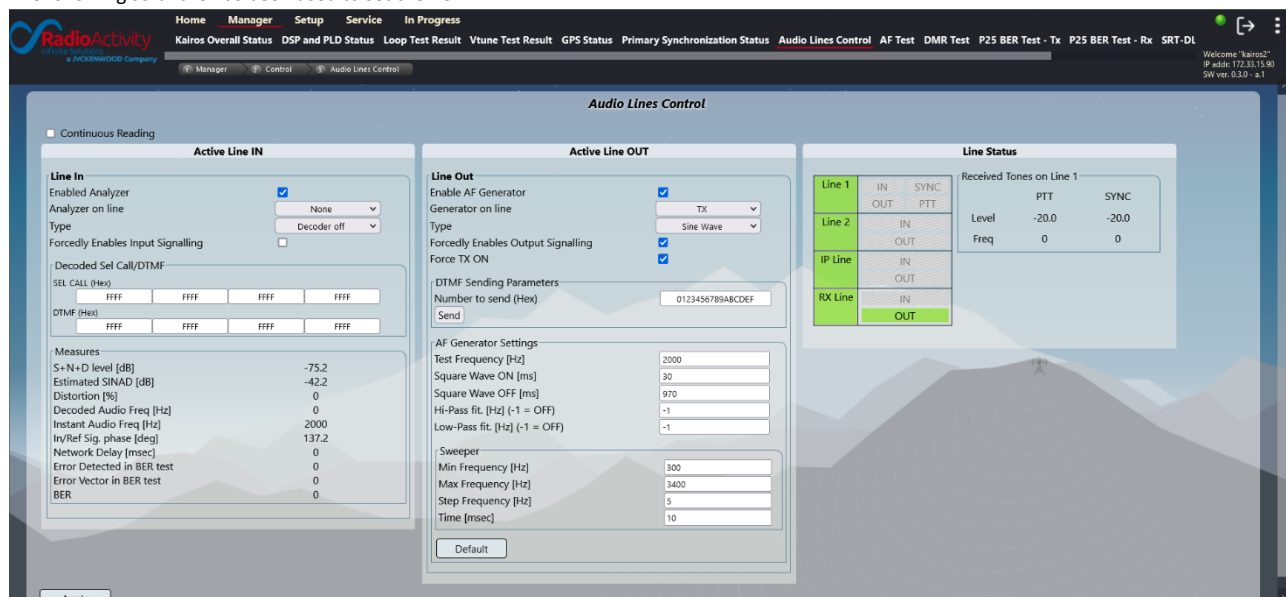 Home Manager Setup Service In Progress
RadioActivity
Infinite Solutions
a JVCKENWOOD Company
Kairos Overall Status DSP and PLD Status Loop Test Result Vtune Test Result GPS Status Primary Synchronization Status Audio Lines Control AF Test DMR Test P25 BER Test - Tx P25 BER Test - Rx SRT-DL
Manager Control Audio Lines Control
Welcome "kairos2"
IP addr: 172.33.15.90
SW ver. 0.3.0 - a.1
Audio Lines Control
Continuous Reading
Active Line IN
Line In
Enabled Analyzer
Analyzer on line None
Type Decoder off
Forcedly Enables Input Signalling
Decoded Sel Call/DTMF
SEL CALL (Hex)
FFFF FFFF FFFF FFFF
DTMF (Hex)
FFFF FFFF FFFF FFFF
Measures
S+N+D level [dB] -75.2
Estimated SINAD [dB] -42.2
Distortion [%] 0
Decoded Audio Freq [Hz] 0
Instant Audio Freq [Hz] 2000
In/Ref Sig. phase [deg] 137.2
Network Delay [msec] 0
Error Detected in BER test 0
Error Vector in BER test 0
BER 0
Active Line OUT
Line Out
Enable AF Generator
Generator on line TX
Type Sine Wave
Forcedly Enables Output Signalling
Force TX ON
DTMF Sending Parameters
Number to send (Hex) 0123456789ABCDEF
Send
AF Generator Settings
Test Frequency [Hz] 2000
Square Wave ON [ms] 30
Square Wave OFF [ms] 970
Hi-Pass fit. [Hz] (-1 = OFF) -1
Low-Pass fit. [Hz] (-1 = OFF) -1
Sweeper
Min Frequency [Hz] 300
Max Frequency [Hz] 3400
Step Frequency [Hz] 5
Time [msec] 10
Default
Line Status
Line 1 IN SYNC
OUT PTT
Line 2 IN
OUT
IP Line IN
OUT
RX Line IN
OUT
Received Tones on Line 1
PTT SYNC
Level -20.0 -20.0
Freq 0 0